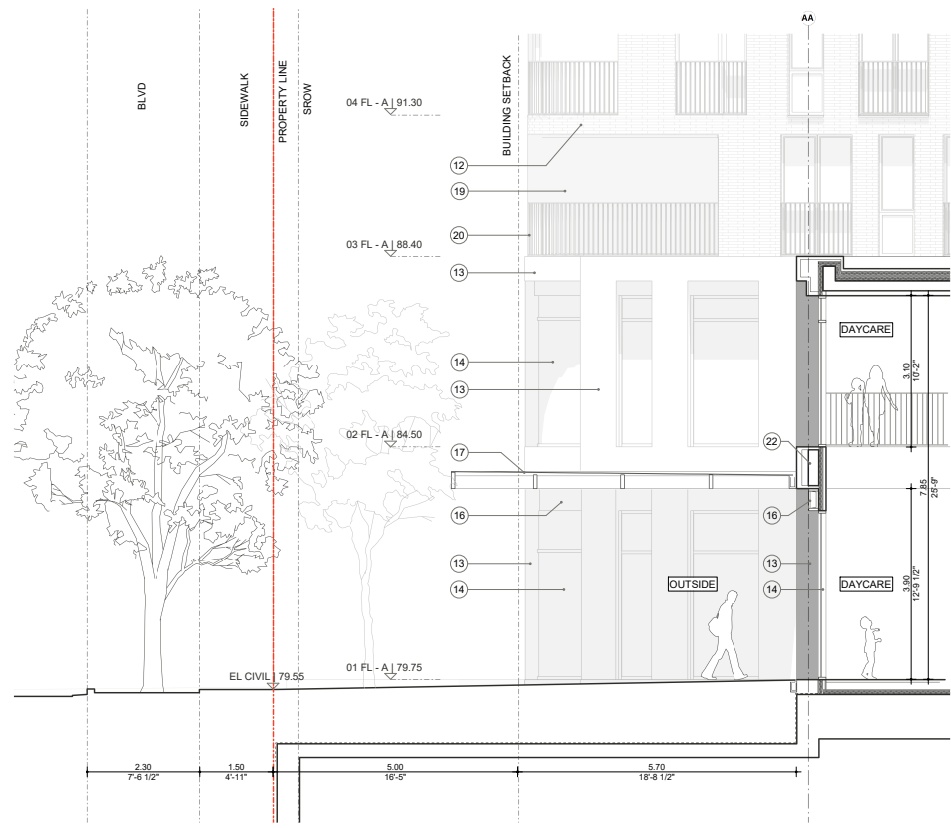 AA
BLVD
SIDEWALK
PROPERTY LINE
SROW
BUILDING SETBACK
04 FL - A | 91.30
12
19
20
03 FL - A | 88.40
13
DAYCARE
14
3.10
10'-2"
13
02 FL - A | 84.50
22
17
7.85
25'-9"
16
16
13
13
14
OUTSIDE
14
DAYCARE
3.90
12'-9 1/2"
01 FL - A | 79.75
EL CIVIL | 79.55
2.30
7'-6 1/2"
1.50
4'-11"
5.00
16'-5"
5.70
18'-8 1/2"